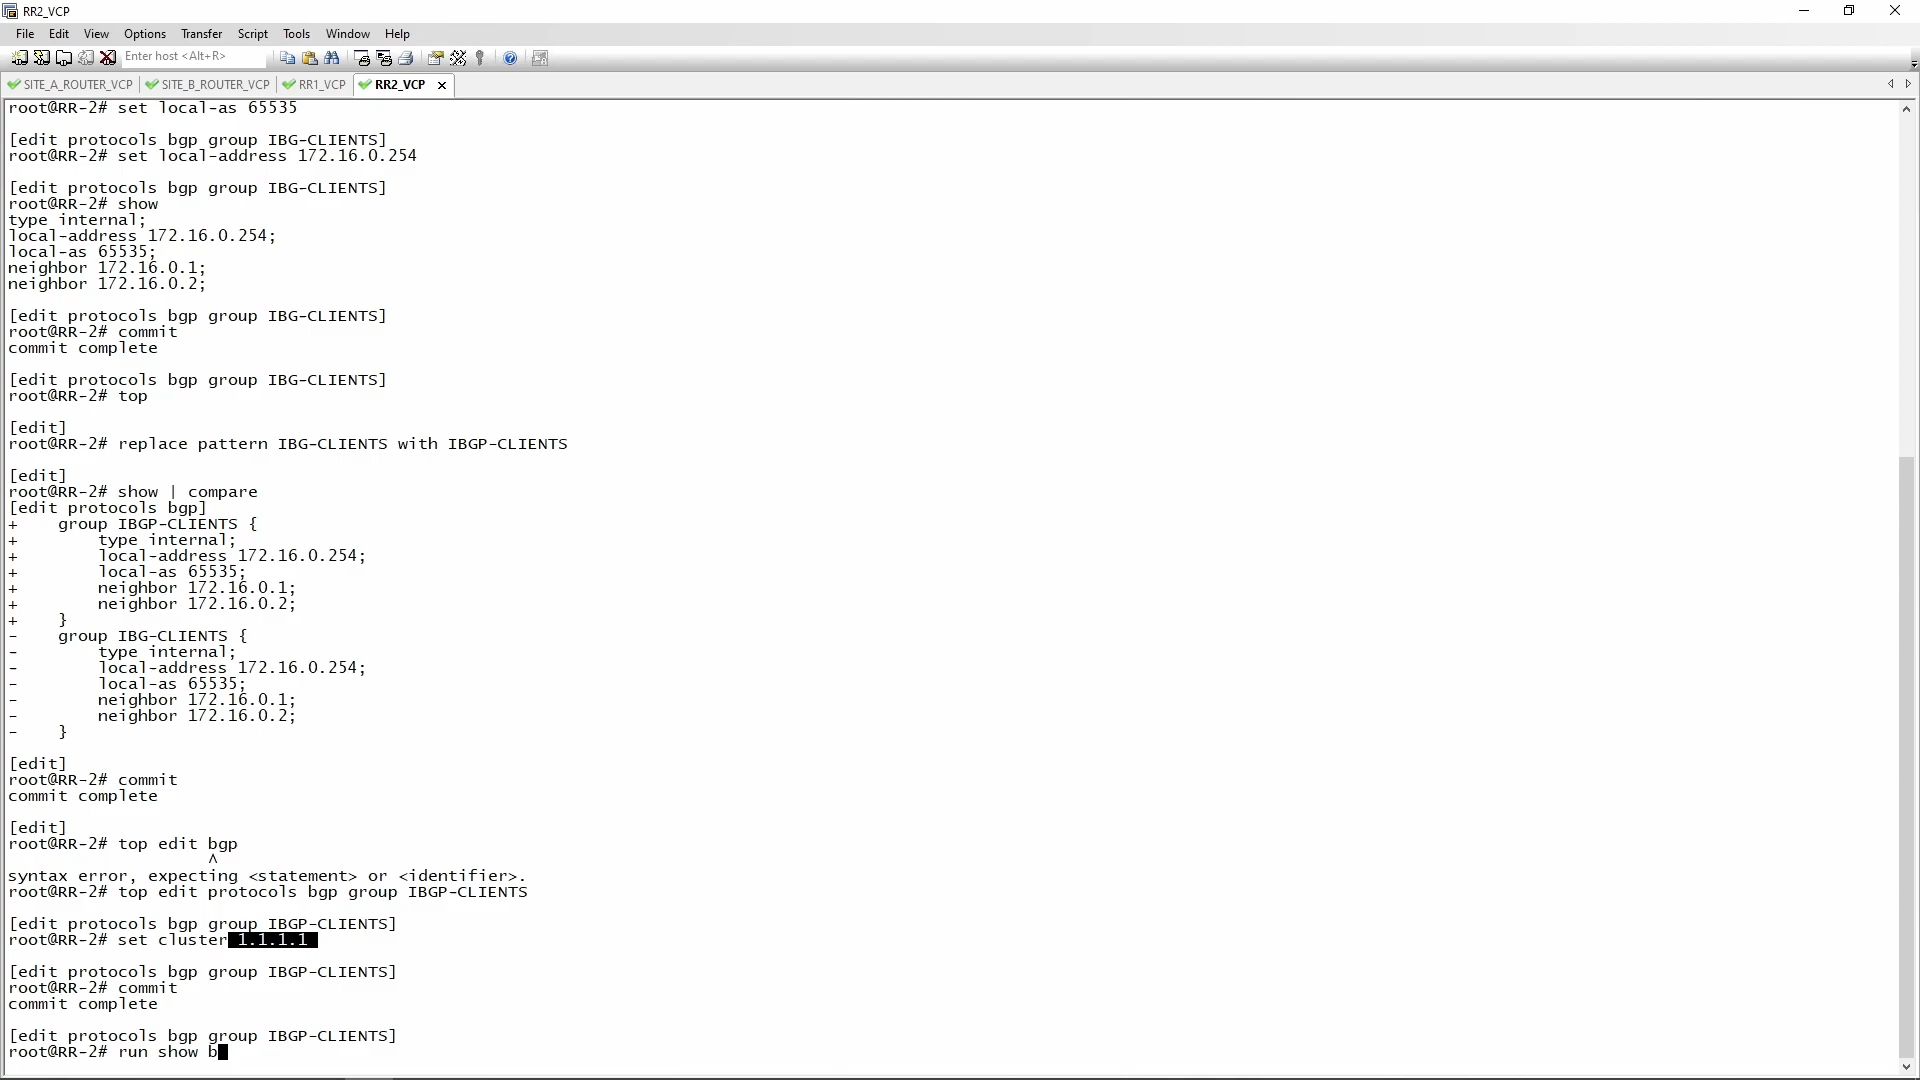 RR2_VCP
File Edit View Options Transfer Script Tools Window Help
Enter host <Alt+R>
SITE_A_ROUTER_VCP SITE_B_ROUTER_VCP RR1_VCP RR2_VCP
root@RR-2# set local-as 65535
[edit protocols bgp group IBG-CLIENTS]
root@RR-2# set local-address 172.16.0.254
[edit protocols bgp group IBG-CLIENTS]
root@RR-2# show
type internal;
local-address 172.16.0.254;
local-as 65535;
neighbor 172.16.0.1;
neighbor 172.16.0.2;
[edit protocols bgp group IBG-CLIENTS]
root@RR-2# commit
commit complete
[edit protocols bgp group IBG-CLIENTS]
root@RR-2# top
[edit]
root@RR-2# replace pattern IBG-CLIENTS with IBGP-CLIENTS
[edit]
root@RR-2# show | compare
[edit protocols bgp]
+    group IBGP-CLIENTS {
+        type internal;
+        local-address 172.16.0.254;
+        local-as 65535;
+        neighbor 172.16.0.1;
+        neighbor 172.16.0.2;
+    }
-    group IBG-CLIENTS {
-        type internal;
-        local-address 172.16.0.254;
-        local-as 65535;
-        neighbor 172.16.0.1;
-        neighbor 172.16.0.2;
-    }
[edit]
root@RR-2# commit
commit complete
[edit]
root@RR-2# top edit bgp
^
syntax error, expecting <statement> or <identifier>.
root@RR-2# top edit protocols bgp group IBGP-CLIENTS
[edit protocols bgp group IBGP-CLIENTS]
root@RR-2# set cluster 1.1.1.1
[edit protocols bgp group IBGP-CLIENTS]
root@RR-2# commit
commit complete
[edit protocols bgp group IBGP-CLIENTS]
root@RR-2# run show b